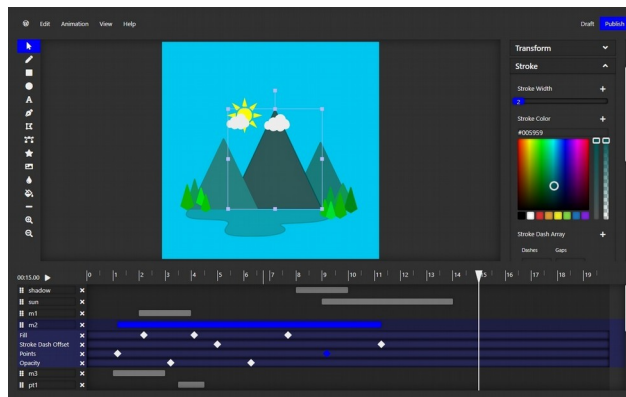 Edit Animation View Help Draft Publish
A
Transform
Stroke
Stroke Width
2
Stroke Color
#005959
Stroke Dash Array
Dashes Gaps
00:15.00 0 1 2 3 4 5 6 7 8 9 10 11 12 13 14 15 16 17 18 19
shadow
sun
m1
m2
Fill
Stroke Dash Offset
Points
Opacity
m3
pt1